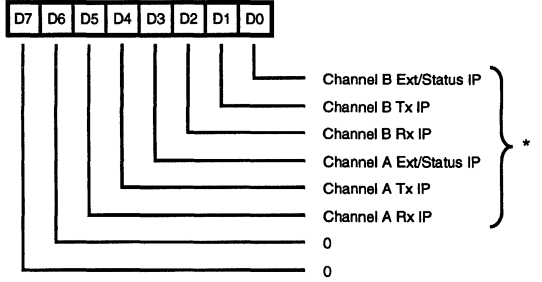 D7 D6 D5 D4 D3 D2 D1 D0
Channel B Ext/Status IP
Channel B Tx IP
Channel B Rx IP
*
Channel A Ext/Status IP
Channel A Tx IP
Channel A Rx IP
0
0